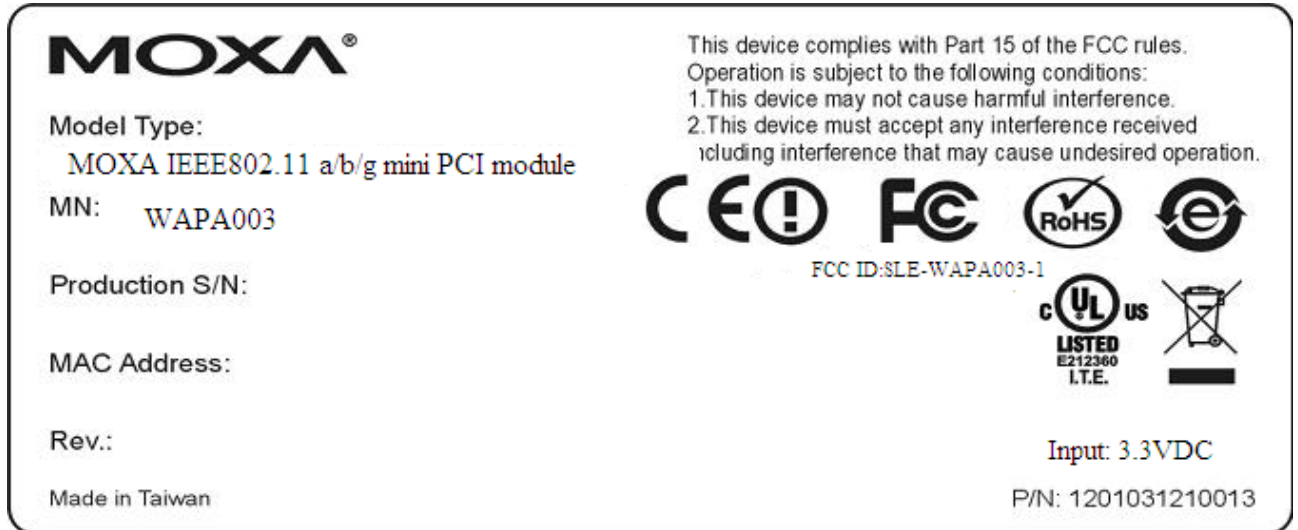 MOXA®
Model Type:
MOXA IEEE802.11 a/b/g mini PCI module
MN: WAPA003
Production S/N:
MAC Address:
Rev.:
Made in Taiwan
This device complies with Part 15 of the FCC rules.
Operation is subject to the following conditions:
1.This device may not cause harmful interference.
2.This device must accept any interference received
ncluding interference that may cause undesired operation.
CE FC RoHS e
FCC ID:SLE-WAPA003-1
C UL US
LISTED
E212360
I.T.E.
Input: 3.3VDC
P/N: 1201031210013